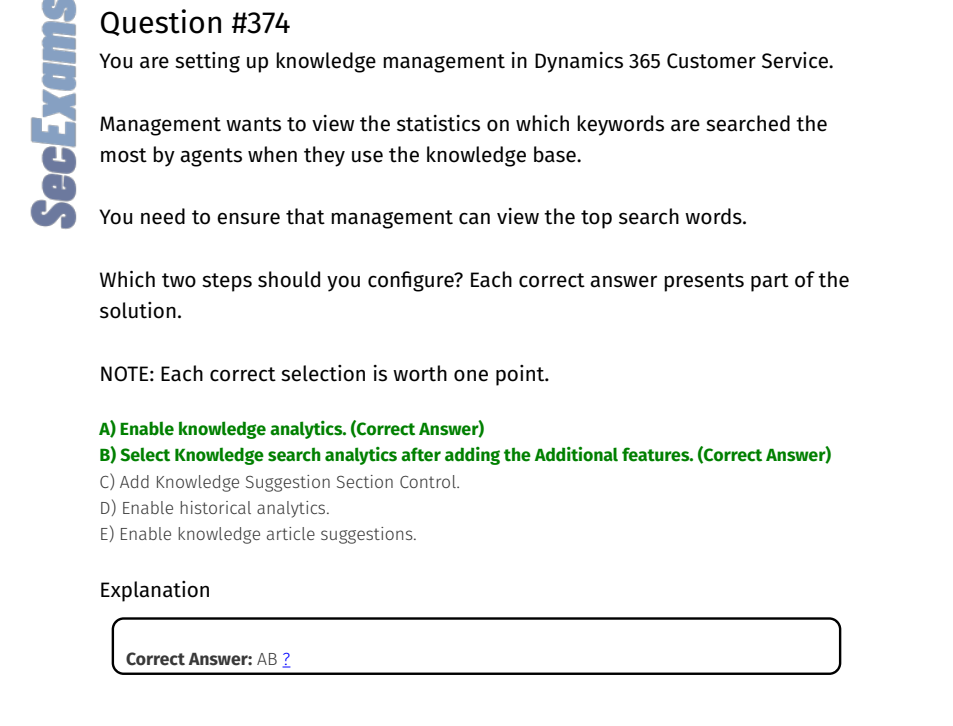 SecExams
Question #374
You are setting up knowledge management in Dynamics 365 Customer Service.
Management wants to view the statistics on which keywords are searched the
most by agents when they use the knowledge base.
You need to ensure that management can view the top search words.
Which two steps should you configure? Each correct answer presents part of the
solution.
NOTE: Each correct selection is worth one point.
A) Enable knowledge analytics. (Correct Answer)
B) Select Knowledge search analytics after adding the Additional features. (Correct Answer)
C) Add Knowledge Suggestion Section Control.
D) Enable historical analytics.
E) Enable knowledge article suggestions.
Explanation
Correct Answer: AB ?